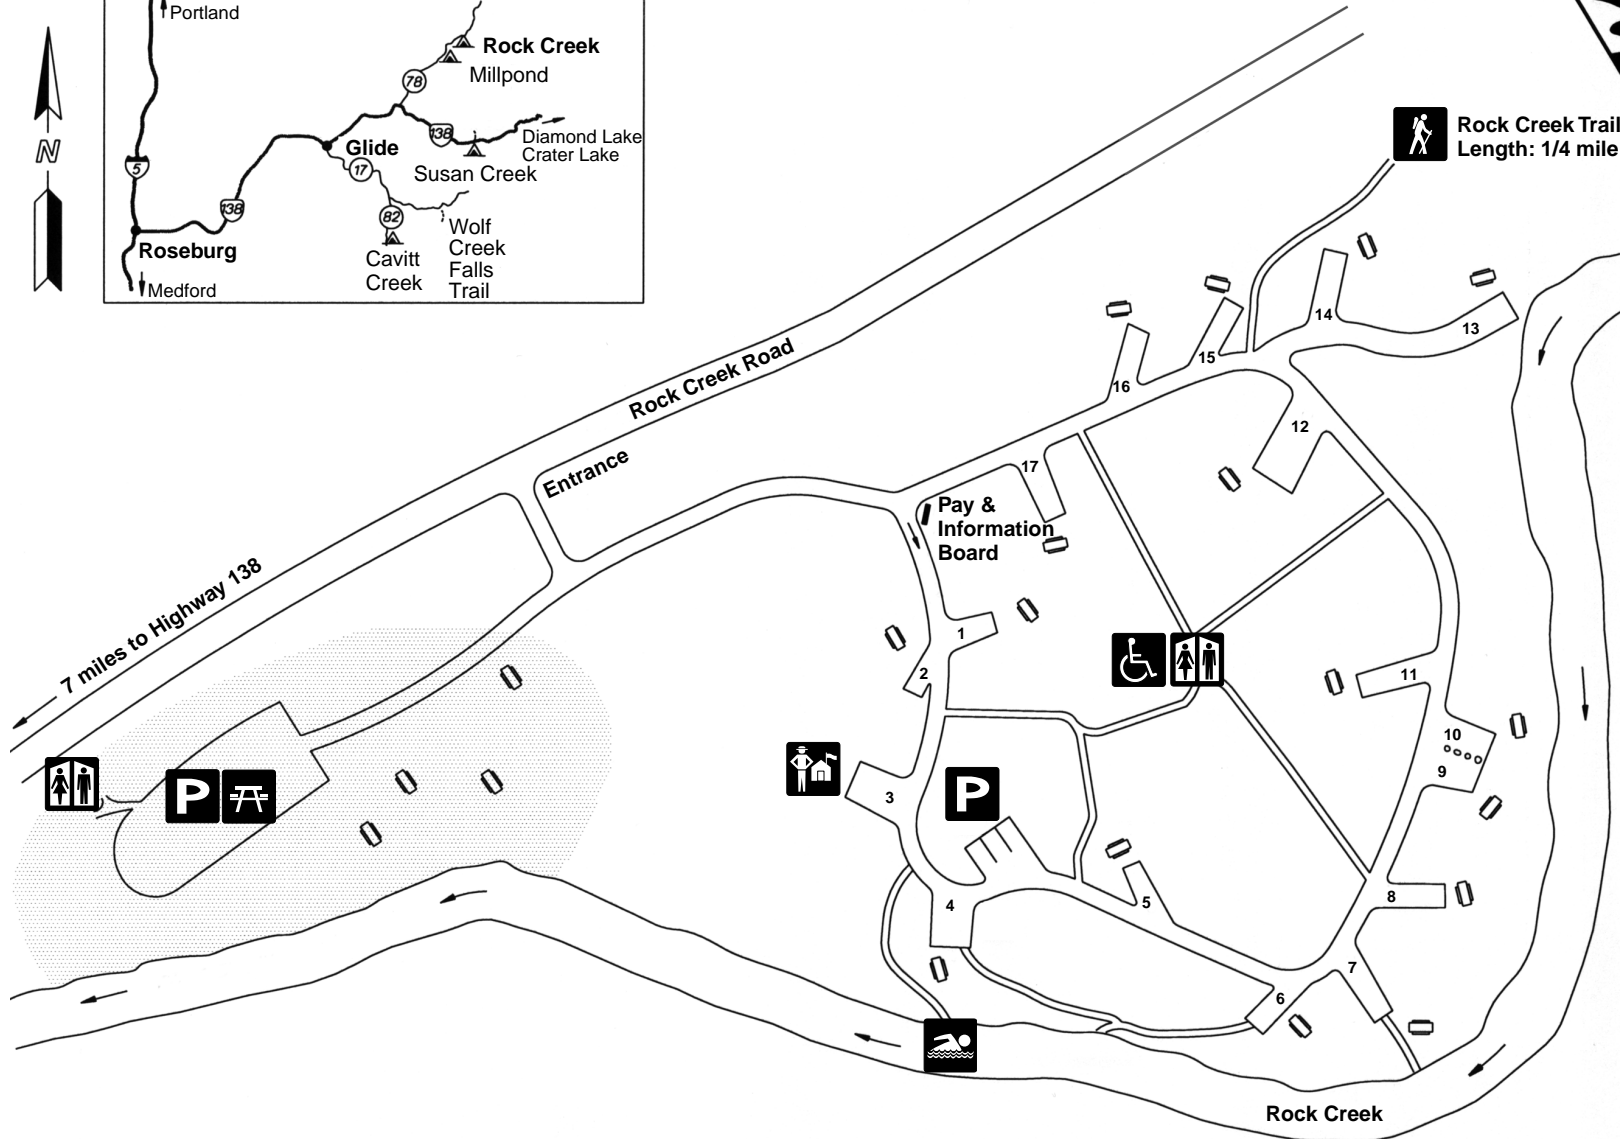 Portland
Rock Creek
Millpond
78
138
Diamond Lake
Crater Lake
Glide
17
Susan Creek
N
5
138
82
Wolf
Creek
Falls
Trail
Roseburg
Cavitt
Creek
Medford
Rock Creek Trail
Length: 1/4 mile
14
13
15
16
Rock Creek Road
12
17
Entrance
Pay &
Information
Board
7 miles to Highway 138
1
2
11
10
9
3
P
P
8
4
5
7
6
Rock Creek